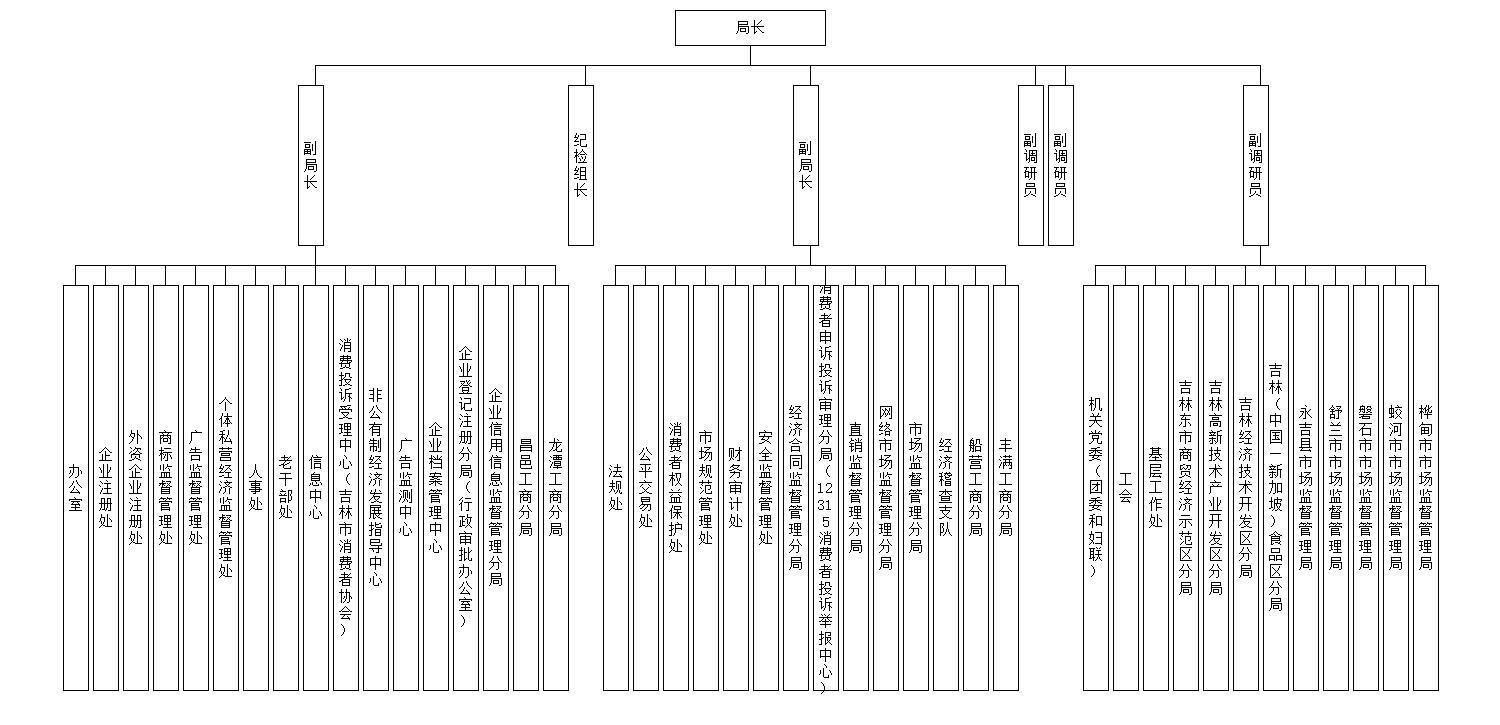 局长
副局长
纪检组长
副局长
副调研员
副调研员
副调研员
办公室
企业注册处
外资企业注册处
商标监督管理处
广告监督管理处
个体私营经济监督管理处
人事处
老干部处
信息中心
消费投诉受理中心（吉林市消费者协会）
非公有制经济发展指导中心
广告监测中心
企业档案管理中心
企业登记注册分局（行政审批办公室）
企业信用信息监督管理分局
昌邑工商分局
龙潭工商分局
法规处
公平交易处
消费者权益保护处
市场规范管理处
财务审计处
安全监督管理处
经济合同监督管理分局
消费者申诉投诉审理分局（12315消费者投诉举报中心）
直销监督管理分局
网络市场监督管理分局
市场监督管理分局
经济稽查支队
船营工商分局
丰满工商分局
机关党委（团委和妇联）
工会
基层工作处
吉林东市商贸经济示范区分局
吉林高新技术产业开发区分局
吉林经济技术开发区分局
吉林（中国－新加坡）食品区分局
永吉县市场监督管理局
舒兰市市场监督管理局
磐石市市场监督管理局
蛟河市市场监督管理局
桦甸市市场监督管理局